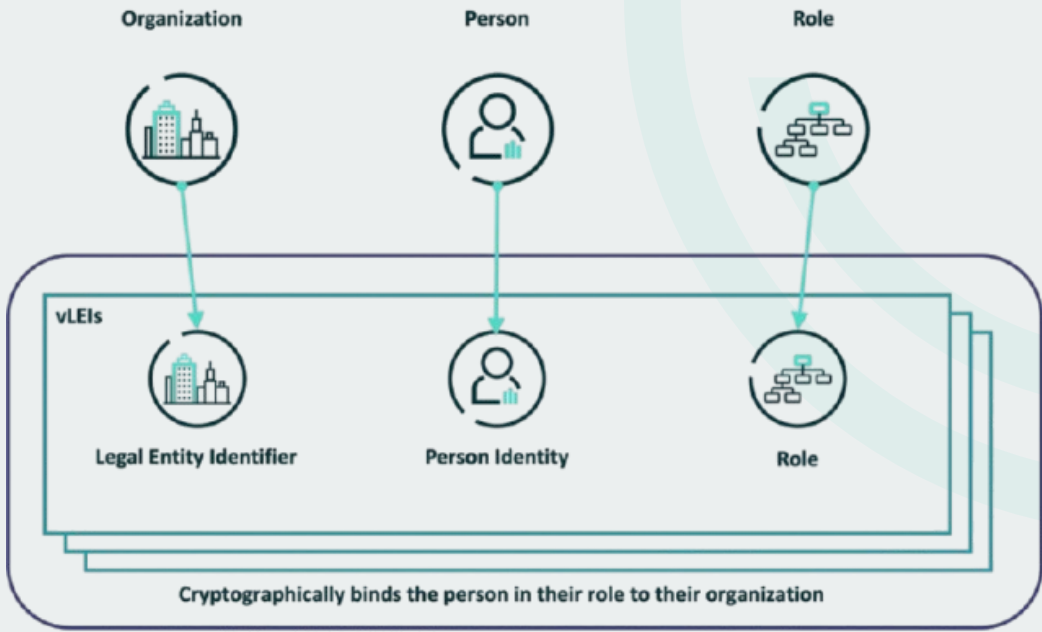 Organization
Person
Role
vLEIs
Legal Entity Identifier
Person Identity
Role
Cryptographically binds the person in their role to their organization